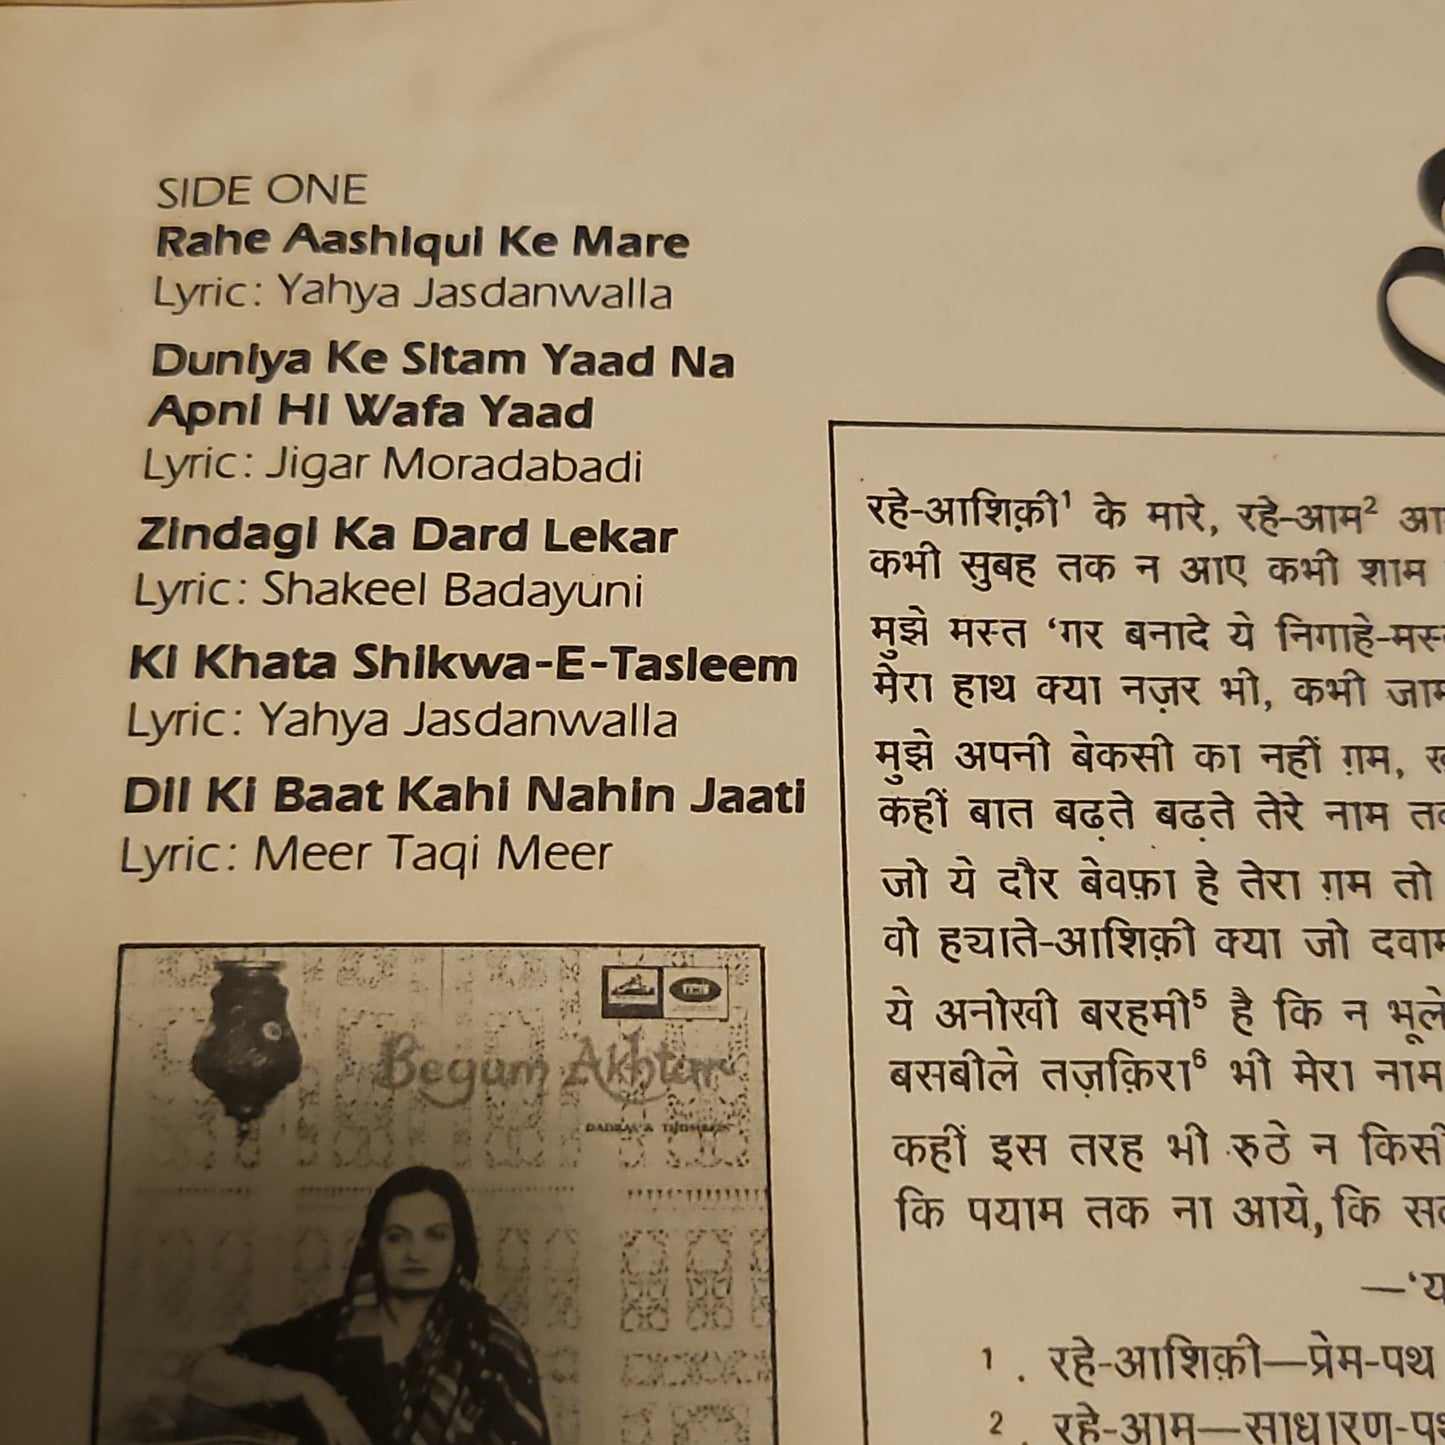 SIDE ONE
Rahe Aashiqui Ke Mare
Lyric: Yahya Jasdanwalla
Duniya Ke Sitam Yaad Na
Apni Hi Wafa Yaad
Lyric: Jigar Moradabadi
Zindagi Ka Dard Lekar
Lyric: Shakeel Badayuni
Ki Khata Shikwa-E-Tasleem
Lyric: Yahya Jasdanwalla
Dil Ki Baat Kahi Nahin Jaati
Lyric: Meer Taqi Meer
Begum Akhtar
DADRAS & THUMRIES
रहे-आशिक़ी¹ के मारे, रहे-आम²
कभी सुबह तक न आए कभी शाम
मुझे मस्त ‘गर बनादे ये
मेरा हाथ क्या नज़र भी, कभी
मुझे अपनी बेकसी का नहीं ग़म,
कहीं बात बढ़ते बढ़ते तेरे नाम
जो ये दौर बेवफ़ा हे तेरा ग़म तो
वो हयाते-आशिक़ी क्या जो
ये अनोखी बरहमी⁵ है कि न
बसबीले तज़क़िरा⁶ भी मेरा नाम
कहीं इस तरह भी रुठे न
कि पयाम तक ना आये, कि
1. रहे-आशिक़ी—प्रेम-पथ
2. रहे-आम—साधारण-